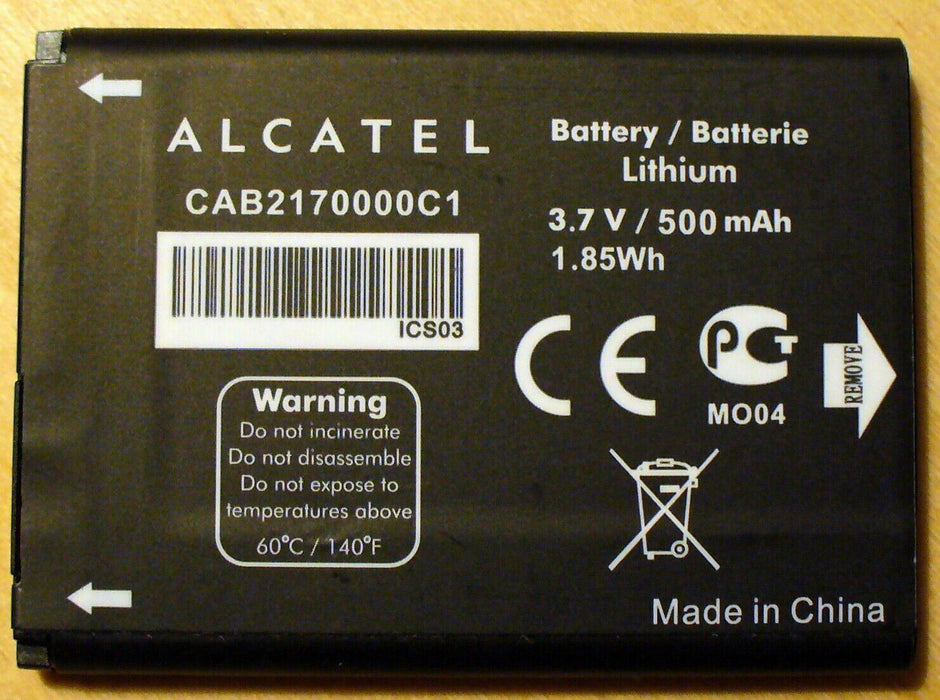 ALCATEL
CAB2170000C1
ICS03
Battery / Batterie
Lithium
3.7 V / 500 mAh
1.85Wh
CE
PCT
MO04
REMOVE
Warning
Do not incinerate
Do not disassemble
Do not expose to
temperatures above
60°C / 140°F
Made in China